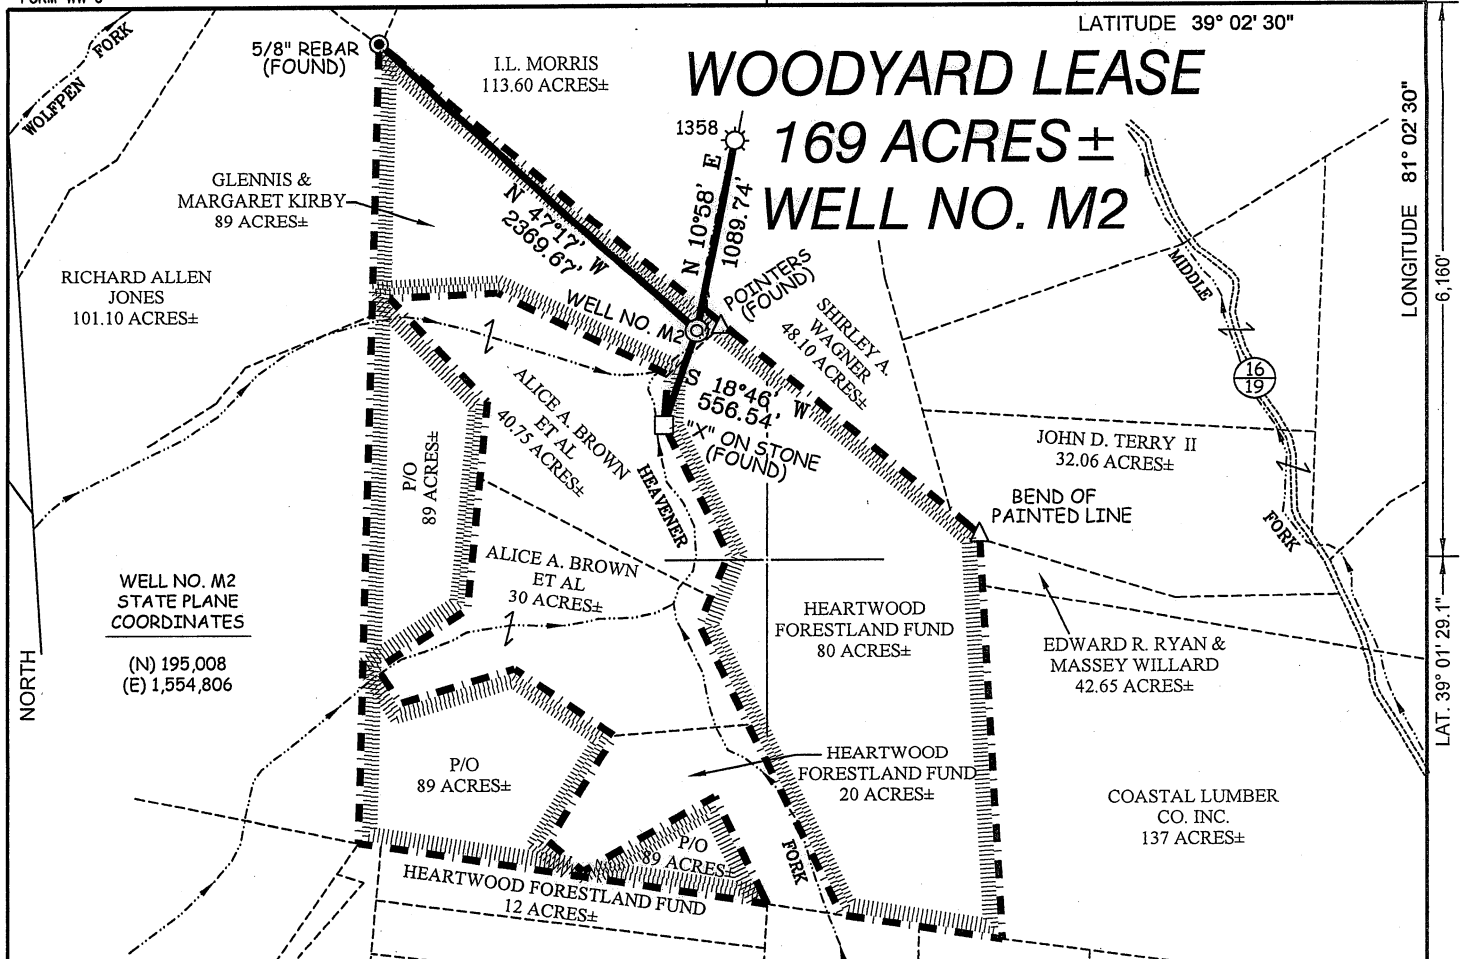 FORM WW-6
LATITUDE 39° 02' 30"
WOLFPEN FORK
5/8" REBAR
(FOUND)
I.L. MORRIS
113.60 ACRES±
WOODYARD LEASE
169 ACRES±
WELL NO. M2
1358
LONGITUDE 81° 02' 30"
6,160'
GLENNIS &
MARGARET KIRBY
89 ACRES±
N 47°17' W
2369.67'
N 10°58' E
1089.74'
POINTERS
(FOUND)
MIDDLE
RICHARD ALLEN
JONES
101.10 ACRES±
WELL NO. M2
SHIRLEY A.
WAGNER
48.10 ACRES±
16
19
S 18°46' W
556.54'
"X" ON STONE
(FOUND)
ALICE A. BROWN
ET AL
40.75 ACRES±
P/O
89 ACRES±
HEAVENER
JOHN D. TERRY II
32.06 ACRES±
BEND OF
PAINTED LINE
FORK
ALICE A. BROWN
ET AL
30 ACRES±
WELL NO. M2
STATE PLANE
COORDINATES
(N) 195,008
(E) 1,554,806
NORTH
HEARTWOOD
FORESTLAND FUND
80 ACRES±
EDWARD R. RYAN &
MASSEY WILLARD
42.65 ACRES±
LAT. 39° 01' 29.1"
P/O
89 ACRES±
HEARTWOOD
FORESTLAND FUND
20 ACRES±
COASTAL LUMBER
CO. INC.
137 ACRES±
P/O
89 ACRES±
FORK
HEARTWOOD FORESTLAND FUND
12 ACRES±